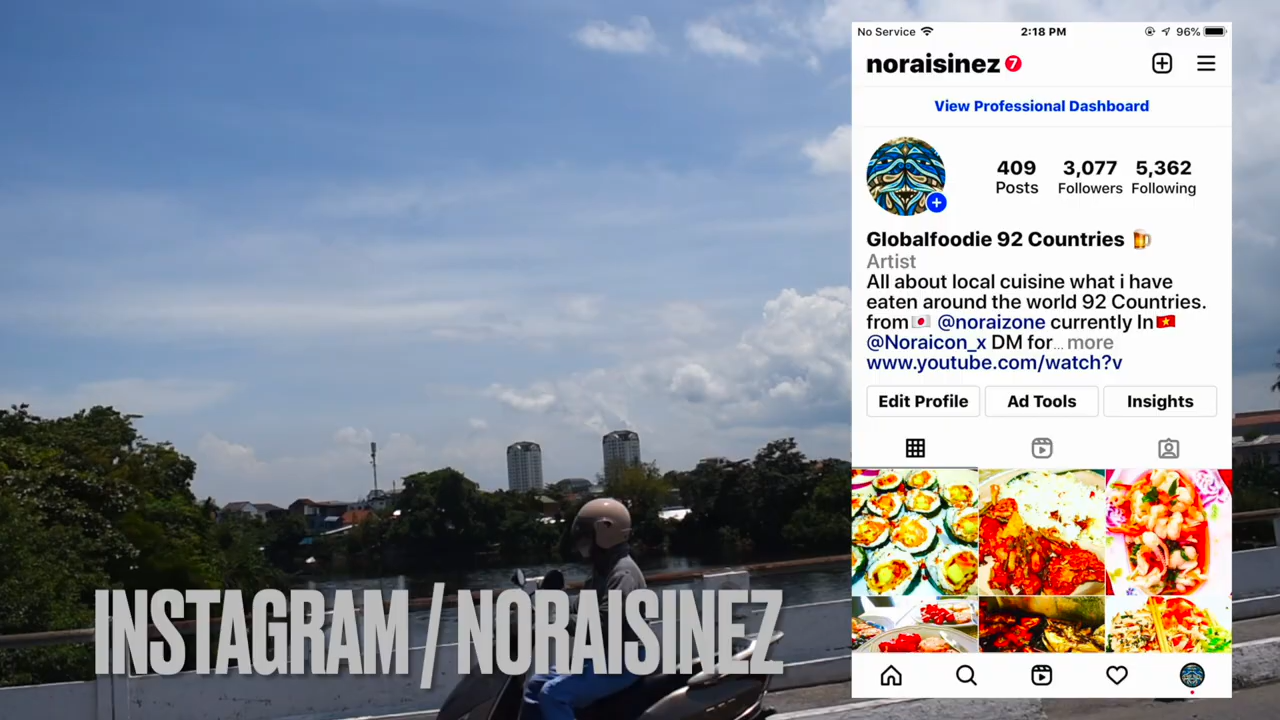 No Service 2:18 PM 96%
noraisinez 7
View Professional Dashboard
409 3,077 5,362
Posts Followers Following
Globalfoodie 92 Countries 🍺
Artist
All about local cuisine what i have
eaten around the world 92 Countries.
from🇯🇵 @noraizone currently In🇻🇳
@Noraicon_x DM for... more
www.youtube.com/watch?v
Edit Profile Ad Tools Insights
INSTAGRAM / NORAISINEZ